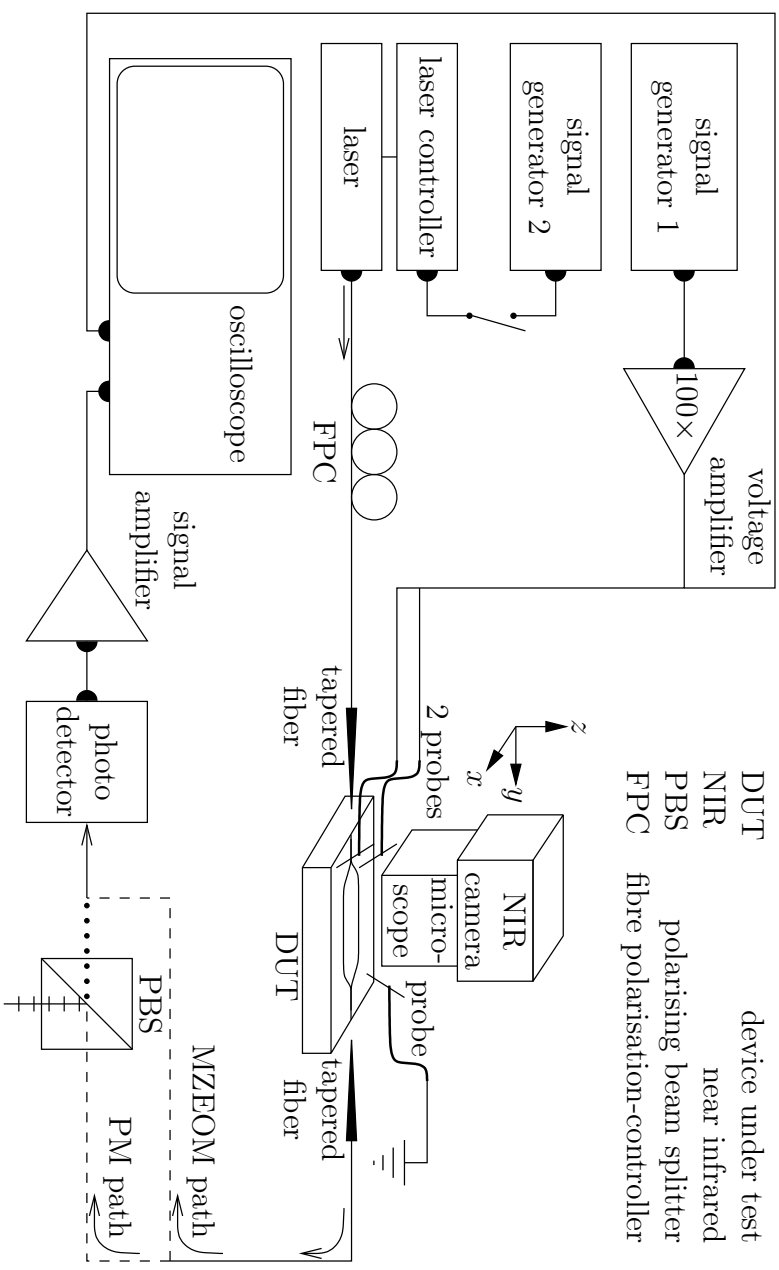 DUT device under test
NIR near infrared
PBS polarising beam splitter
FPC fibre polarisation-controller
signal
generator 1
100×
voltage
amplifier
signal
generator 2
laser controller
laser
FPC
z
y
x
NIR
camera
micro-
scope
2 probes
probe
tapered
fiber
DUT
tapered
fiber
oscilloscope
signal
amplifier
photo
detector
PBS
MZEOM path
PM path